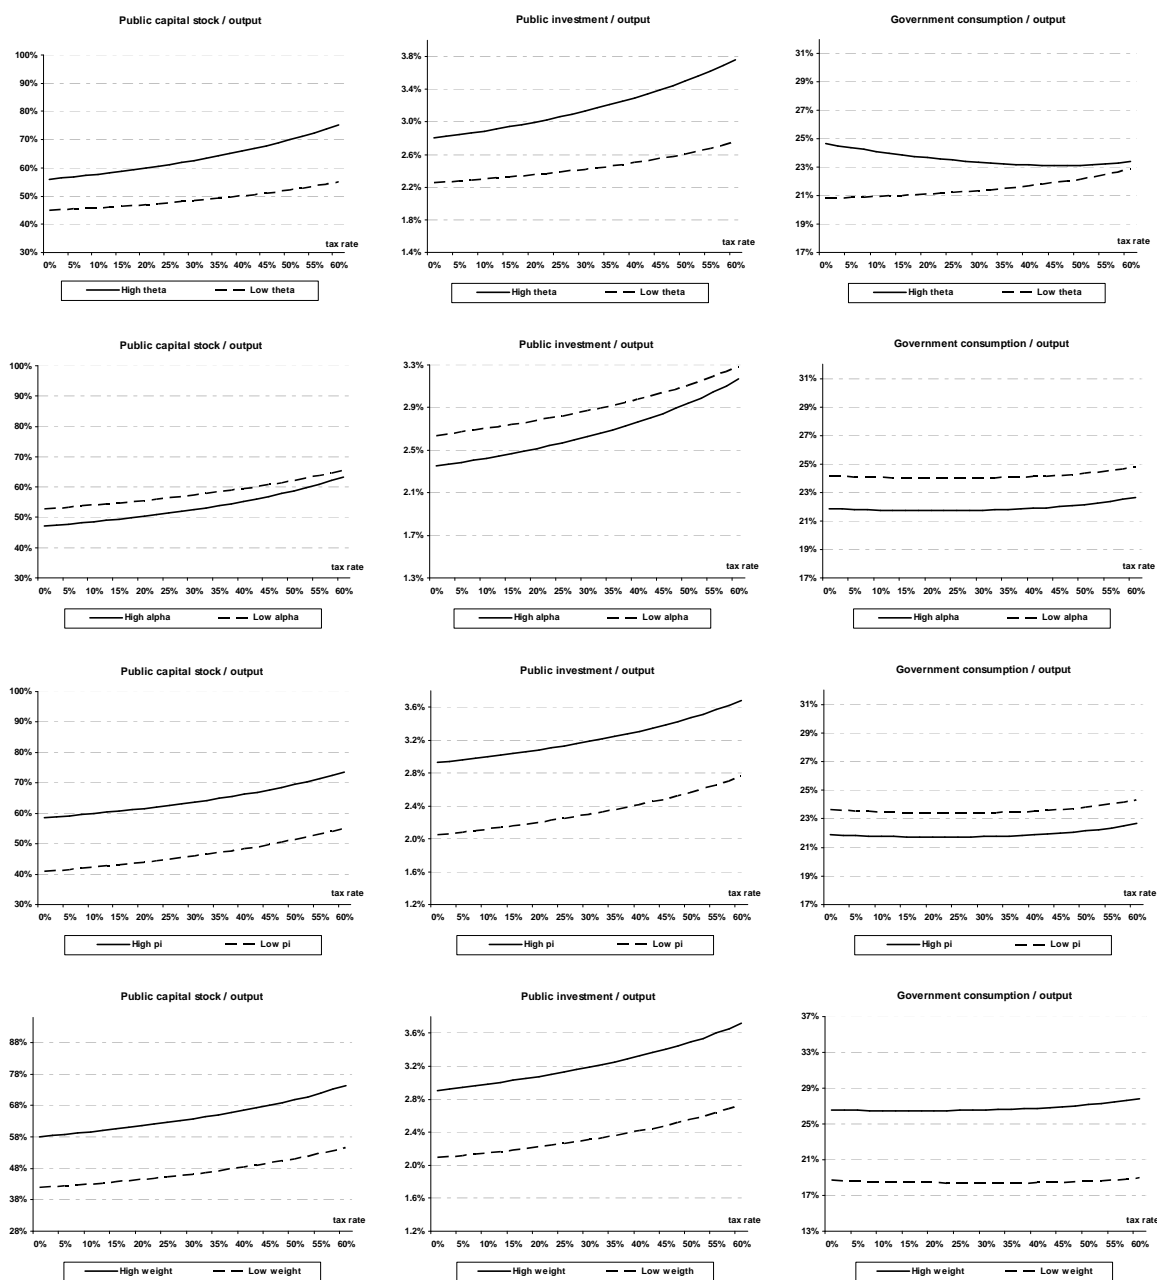 Public capital stock / output
100%
90%
80%
70%
60%
50%
40%
30%
tax rate
0% 5% 10% 15% 20% 25% 30% 35% 40% 45% 50% 55% 60%
High theta Low theta
Public investment / output
3.8%
3.4%
3.0%
2.6%
2.2%
1.8%
1.4%
tax rate
0% 5% 10% 15% 20% 25% 30% 35% 40% 45% 50% 55% 60%
High theta Low theta
Government consumption / output
31%
29%
27%
25%
23%
21%
19%
17%
tax rate
0% 5% 10% 15% 20% 25% 30% 35% 40% 45% 50% 55% 60%
High theta Low theta
Public capital stock / output
100%
90%
80%
70%
60%
50%
40%
30%
tax rate
0% 5% 10% 15% 20% 25% 30% 35% 40% 45% 50% 55% 60%
High alpha Low alpha
Public investment / output
3.3%
2.9%
2.5%
2.1%
1.7%
1.3%
tax rate
0% 5% 10% 15% 20% 25% 30% 35% 40% 45% 50% 55% 60%
High alpha Low alpha
Government consumption / output
31%
29%
27%
25%
23%
21%
19%
17%
tax rate
0% 5% 10% 15% 20% 25% 30% 35% 40% 45% 50% 55% 60%
High alpha Low alpha
Public capital stock / output
100%
90%
80%
70%
60%
50%
40%
30%
tax rate
0% 5% 10% 15% 20% 25% 30% 35% 40% 45% 50% 55% 60%
High pi Low pi
Public investment / output
3.6%
3.2%
2.8%
2.4%
2.0%
1.6%
1.2%
tax rate
0% 5% 10% 15% 20% 25% 30% 35% 40% 45% 50% 55% 60%
High pi Low pi
Government consumption / output
31%
29%
27%
25%
23%
21%
19%
17%
tax rate
0% 5% 10% 15% 20% 25% 30% 35% 40% 45% 50% 55% 60%
High pi Low pi
Public capital stock / output
88%
78%
68%
58%
48%
38%
28%
tax rate
0% 5% 10% 15% 20% 25% 30% 35% 40% 45% 50% 55% 60%
High weight Low weight
Public investment / output
3.6%
3.2%
2.8%
2.4%
2.0%
1.6%
1.2%
tax rate
0% 5% 10% 15% 20% 25% 30% 35% 40% 45% 50% 55% 60%
High weight Low weigth
Government consumption / output
37%
33%
29%
25%
21%
17%
13%
tax rate
0% 5% 10% 15% 20% 25% 30% 35% 40% 45% 50% 55% 60%
High weight Low weight